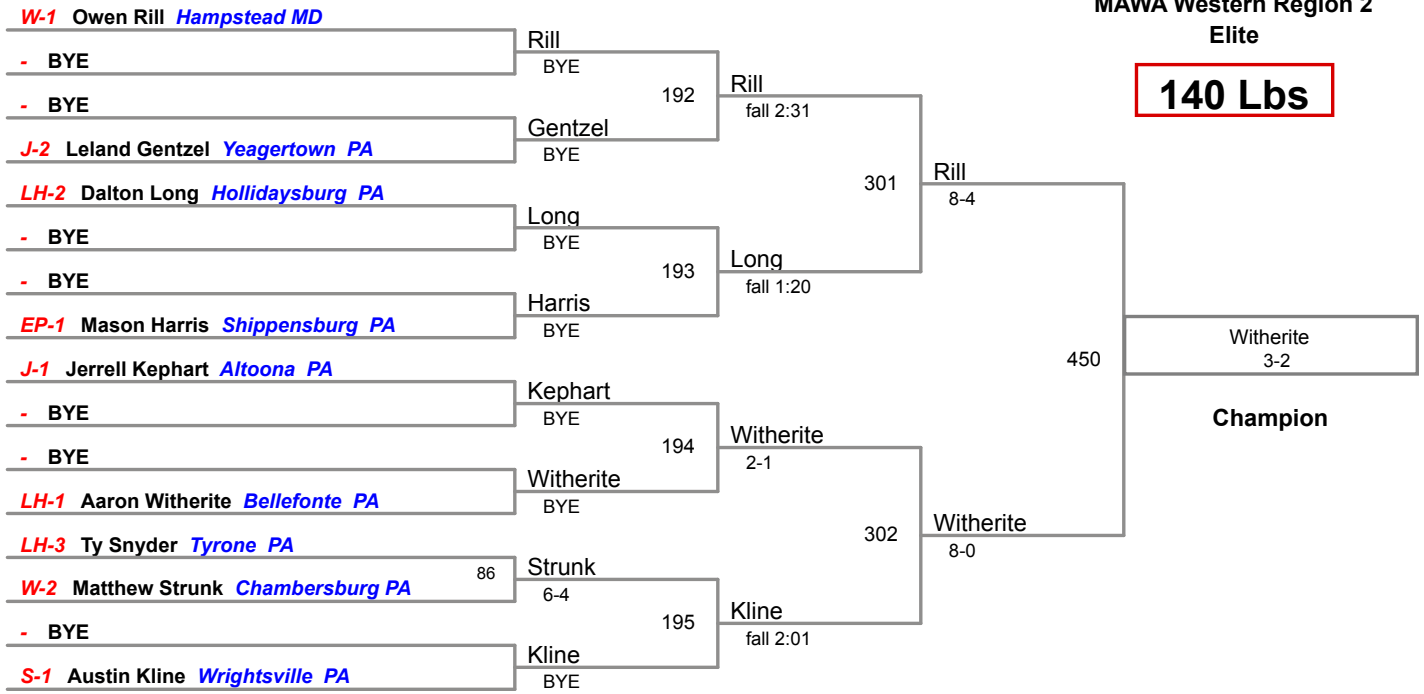 MAWA Western Region 2
Elite
140 Lbs
W-1 Owen Rill Hampstead MD
- BYE
- BYE
J-2 Leland Gentzel Yeagertown PA
LH-2 Dalton Long Hollidaysburg PA
- BYE
- BYE
EP-1 Mason Harris Shippensburg PA
J-1 Jerrell Kephart Altoona PA
- BYE
- BYE
LH-1 Aaron Witherite Bellefonte PA
LH-3 Ty Snyder Tyrone PA
86
W-2 Matthew Strunk Chambersburg PA
- BYE
S-1 Austin Kline Wrightsville PA
Rill
BYE
192
Gentzel
BYE
Long
BYE
193
Harris
BYE
Kephart
BYE
194
Witherite
BYE
Strunk
6-4
195
Kline
BYE
Rill
fall 2:31
301
Long
fall 1:20
Witherite
2-1
302
Kline
fall 2:01
Rill
8-4
450
Witherite
8-0
Witherite
3-2
Champion